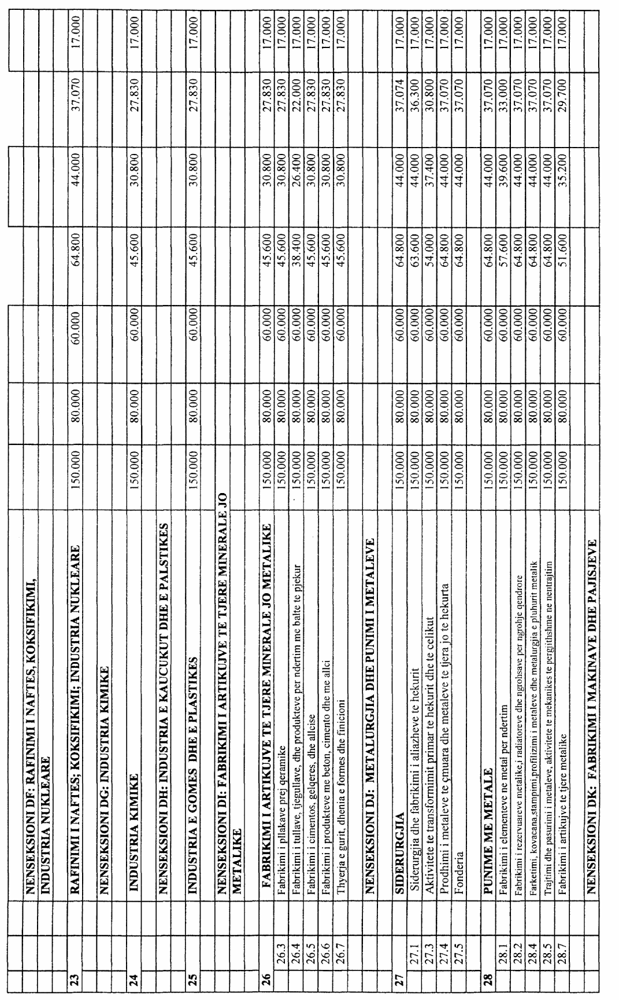 NENSEKSIONI DF: RAFINIMI I NAFTES, KOKSIFIKIMI,
INDUSTRIA NUKLEARE
23 RAFINIMI I NAFTES; KOKSIFIKIMI; INDUSTRIA NUKLEARE 150.000 80.000 60.000 64.800 44.000 37.070 17.000
NENSEKSIONI DG: INDUSTRIA KIMIKE
24 INDUSTRIA KIMIKE 150.000 80.000 60.000 45.600 30.800 27.830 17.000
NENSEKSIONI DH: INDUSTRIA E KAUCUKUT DHE E PALSTIKES
25 INDUSTRIA E GOMES DHE E PLASTIKES 150.000 80.000 60.000 45.600 30.800 27.830 17.000
NENSEKSIONI DI: FABRIKIMI I ARTIKUJVE TE TJERE MINERALE JO
METALIKE
26 FABRIKIMI I ARTIKUJVE TE TJERE MINERALE JO METALIKE 150.000 80.000 60.000 45.600 30.800 27.830 17.000
26.3 Fabrikimi i pllakave prej qeramike 150.000 80.000 60.000 45.600 30.800 27.830 17.000
26.4 Fabrikimi i tullave, tjegullave, dhe produkteve per ndertim me balte te pjekur 150.000 80.000 60.000 38.400 26.400 22.000 17.000
26.5 Fabrikimi i cimentos, gelqeres, dhe allcise 150.000 80.000 60.000 45.600 30.800 27.830 17.000
26.6 Fabrikimi i produkteve me beton, cimento dhe me allci 150.000 80.000 60.000 45.600 30.800 27.830 17.000
26.7 Thyerja e gurit, dhenia e formes dhe finicioni 150.000 80.000 60.000 45.600 30.800 27.830 17.000
NENSEKSIONI DJ: METALURGJIA DHE PUNIMI I METALEVE
27 SIDERURGJIA 150.000 80.000 60.000 64.800 44.000 37.074 17.000
27.1 Siderurgjia dhe fabrikimi i aliazheve te hekurit 150.000 80.000 60.000 63.600 44.000 36.300 17.000
27.3 Aktivitete te transformimit primar te hekurit dhe te celikut 150.000 80.000 60.000 54.000 37.400 30.800 17.000
27.4 Prodhimi i metaleve te çmuara dhe metaleve te tjera jo te hekurta 150.000 80.000 60.000 64.800 44.000 37.070 17.000
27.5 Fonderia 150.000 80.000 60.000 64.800 44.000 37.070 17.000
28 PUNIME ME METALE 150.000 80.000 60.000 64.800 44.000 37.070 17.000
28.1 Fabrikimi i elementeve ne metal per ndertim 150.000 80.000 60.000 57.600 39.600 33.000 17.000
28.2 Fabrikimi i rezervuareve metalike,i radiatoreve dhe ngrohsave per ngrohje qendrore 150.000 80.000 60.000 64.800 44.000 37.070 17.000
28.4 Farketimi, kovacana,stampimi,profilizimi i metaleve dhe metalurgjia e pluhurit metalik 150.000 80.000 60.000 64.800 44.000 37.070 17.000
28.5 Trajtimi dhe pasurimi i metaleve, aktivitete te mekanikes te pergjithshme ne nentrajtim 150.000 80.000 60.000 64.800 44.000 37.070 17.000
28.7 Fabrikimi i artikujve te tjere metalike 150.000 80.000 60.000 51.600 35.200 29.700 17.000
NENSEKSIONI DK: FABRIKIMI I MAKINAVE DHE PAJISJEVE